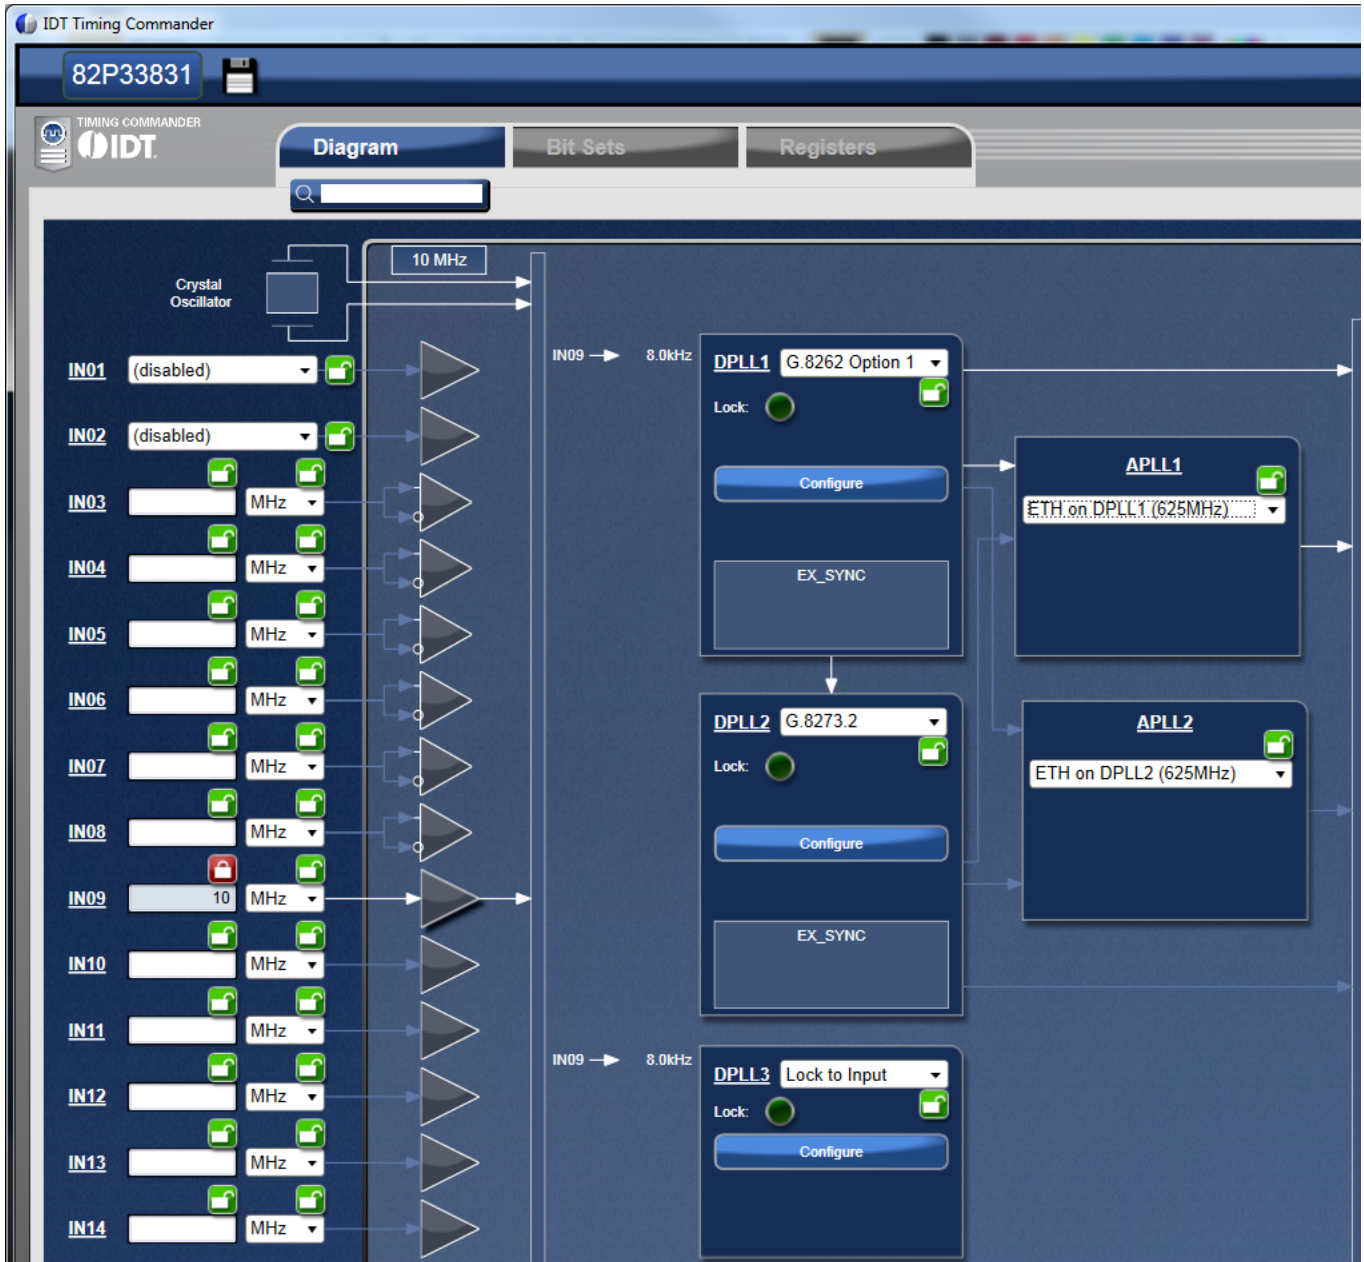 IDT Timing Commander
82P33831
TIMING COMMANDER
IDT.
Diagram
Bit Sets
Registers
10 MHz
Crystal
Oscillator
IN01 (disabled)
IN02 (disabled)
IN03 MHz
IN04 MHz
IN05 MHz
IN06 MHz
IN07 MHz
IN08 MHz
IN09 10 MHz
IN10 MHz
IN11 MHz
IN12 MHz
IN13 MHz
IN14 MHz
IN09 8.0kHz
DPLL1 G.8262 Option 1
Lock:
Configure
EX_SYNC
APLL1
ETH on DPLL1 (625MHz)
DPLL2 G.8273.2
Lock:
Configure
EX_SYNC
APLL2
ETH on DPLL2 (625MHz)
IN09 8.0kHz
DPLL3 Lock to Input
Lock:
Configure